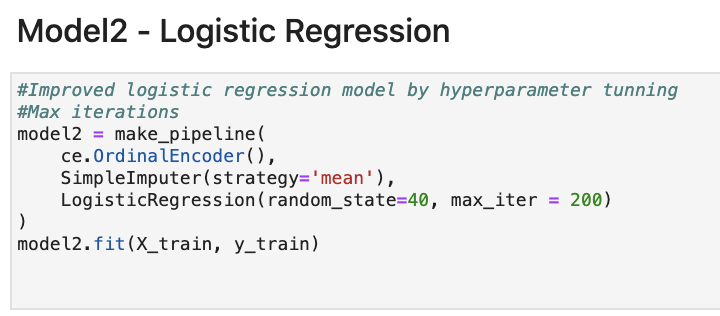 Model2 - Logistic Regression
#Improved logistic regression model by hyperparameter tunning
#Max iterations
model2 = make_pipeline(
    ce.OrdinalEncoder(),
    SimpleImputer(strategy='mean'),
    LogisticRegression(random_state=40, max_iter = 200)
)
model2.fit(X_train, y_train)